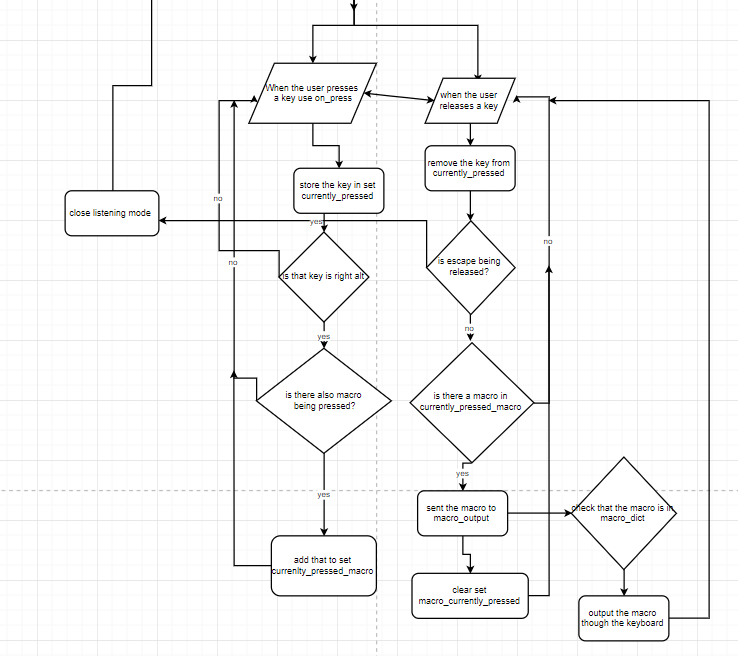 When the user presses
a key use on_press
when the user
releases a key
remove the key from
currently_pressed
store the key in set
currently_pressed
no
close listening mode
yes
no
no
is escape being
released?
is that key is right alt
no
yes
is there also macro
being pressed?
is there a macro in
currently_pressed_macro
yes
yes
sent the macro to
macro_output
check that the macro is in
macro_dict
add that to set
currenlty_pressed_macro
clear set
macro_currently_pressed
output the macro
though the keyboard